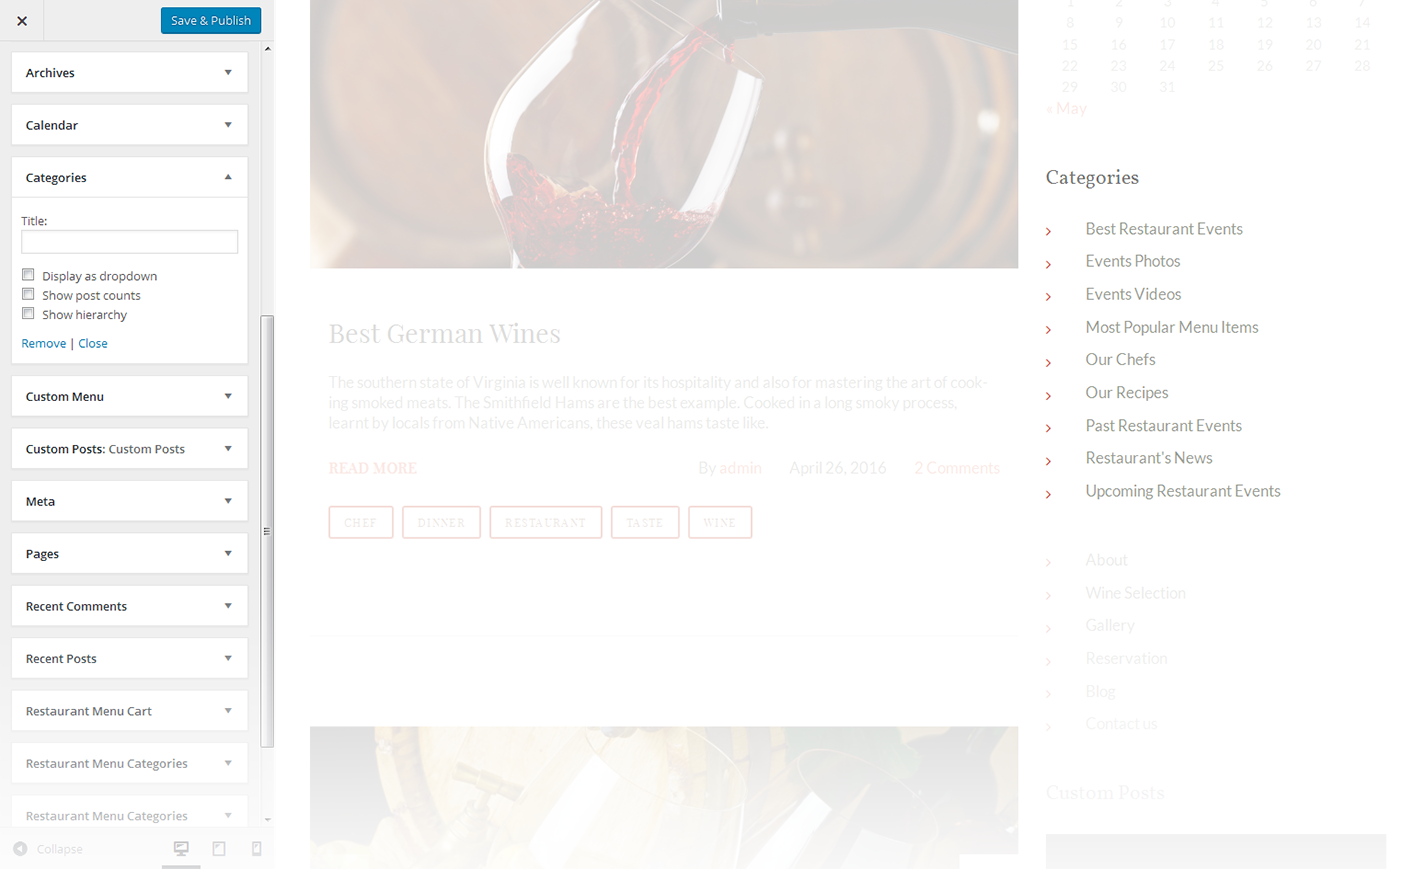 Save & Publish
Archives
Calendar
Categories
Title:
Display as dropdown
Show post counts
Show hierarchy
Remove | Close
Custom Menu
Custom Posts: Custom Posts
Meta
Pages
Recent Comments
Recent Posts
Restaurant Menu Cart
Restaurant Menu Categories
Restaurant Menu Categories
Collapse
Best German Wines
The southern state of Virginia is well known for its hospitality and also for mastering the art of cook-
ing smoked meats. The Smithfield Hams are the best example. Cooked in a long smoky process,
learnt by locals from Native Americans, these veal hams taste like.
READ MORE By admin April 26, 2016 2 Comments
CHEF DINNER RESTAURANT TASTE WINE
1 2 3 4 5 6 7
8 9 10 11 12 13 14
15 16 17 18 19 20 21
22 23 24 25 26 27 28
29 30 31
« May
Categories
Best Restaurant Events
Events Photos
Events Videos
Most Popular Menu Items
Our Chefs
Our Recipes
Past Restaurant Events
Restaurant's News
Upcoming Restaurant Events
About
Wine Selection
Gallery
Reservation
Blog
Contact us
Custom Posts